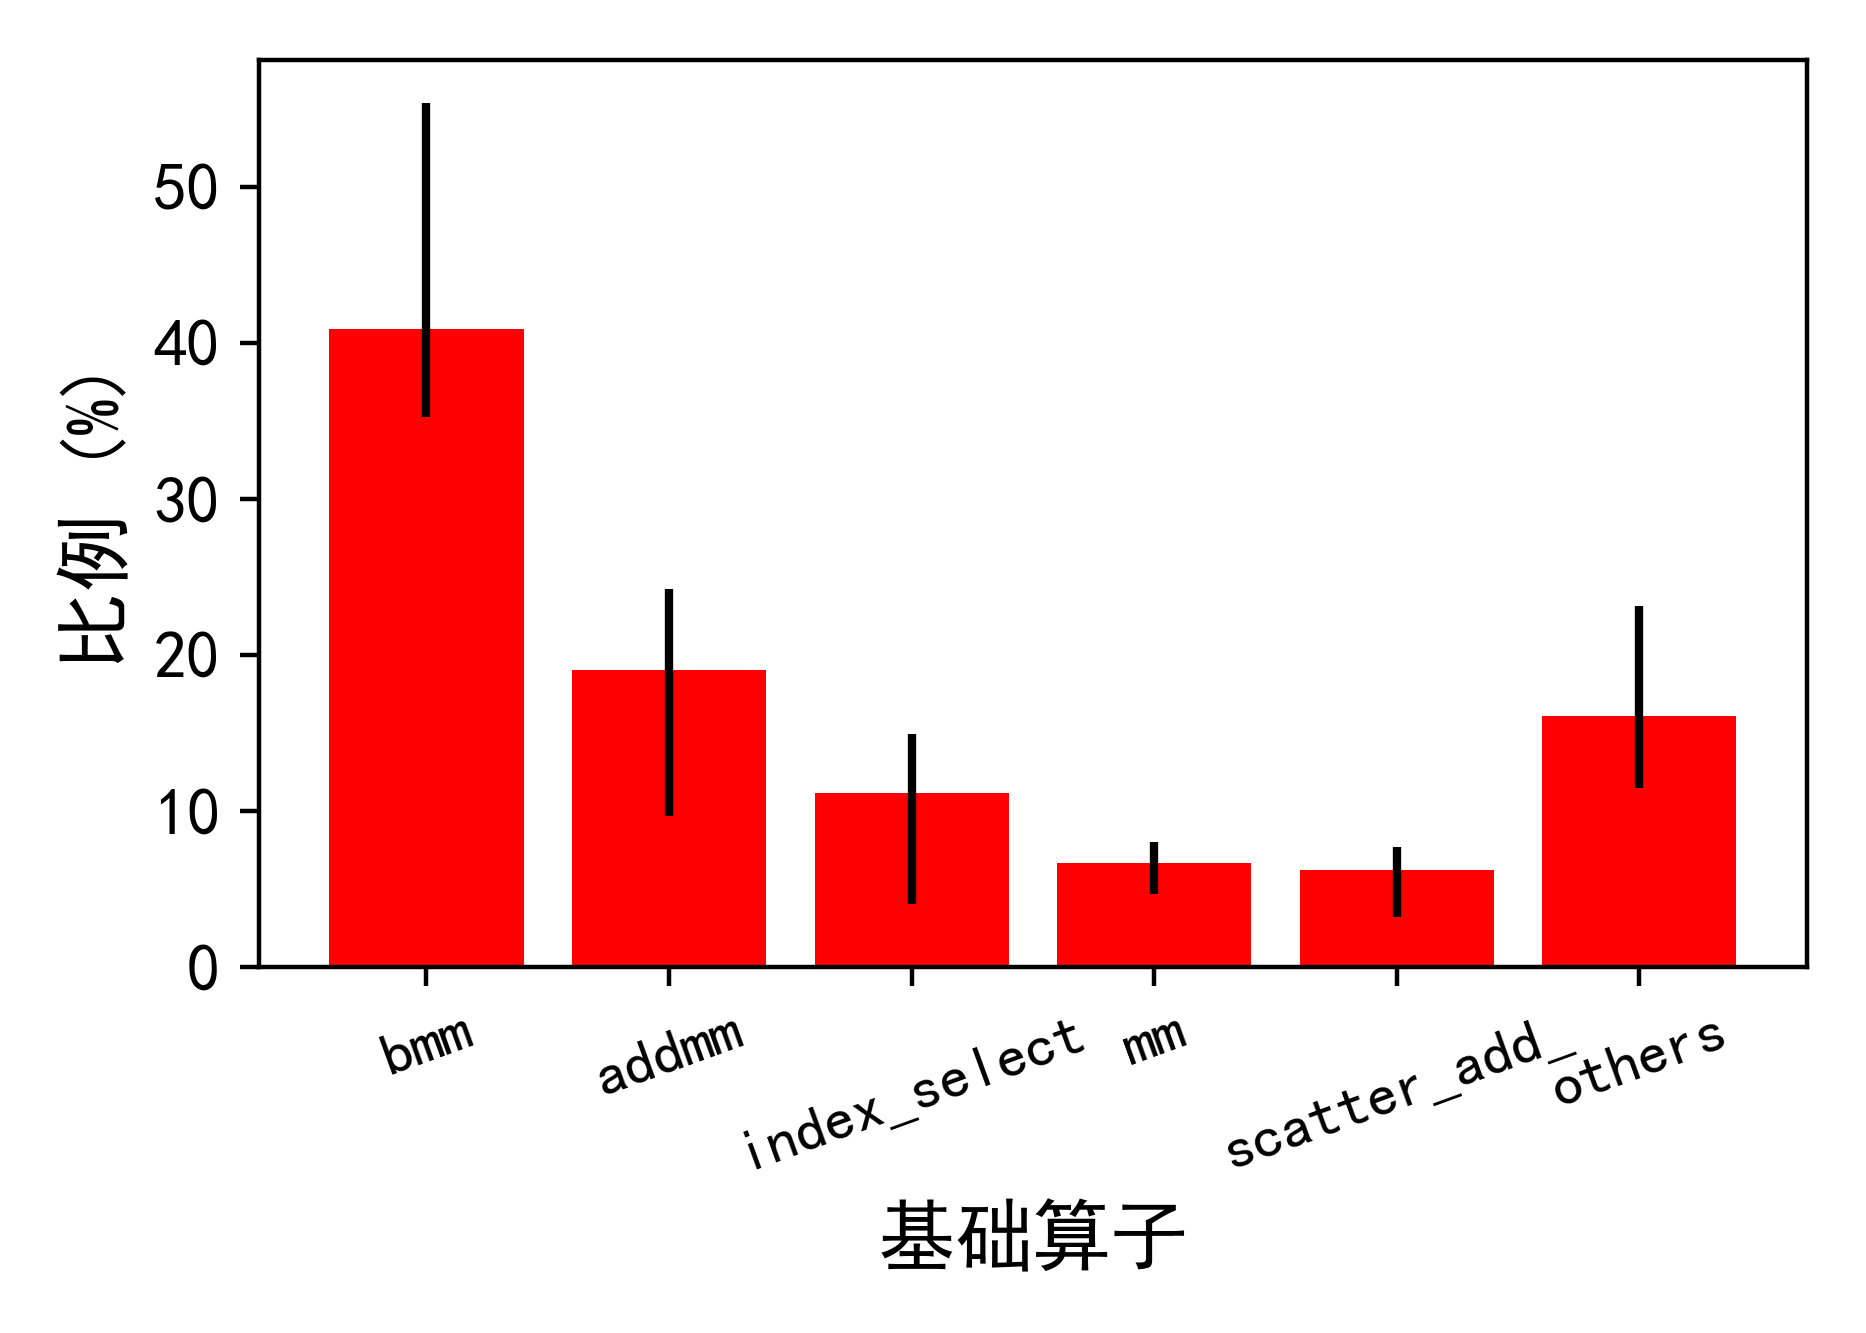 比例 (%)
50
40
30
20
10
0
bmm
addmm
index_select
mm
scatter_add_
others
基础算子